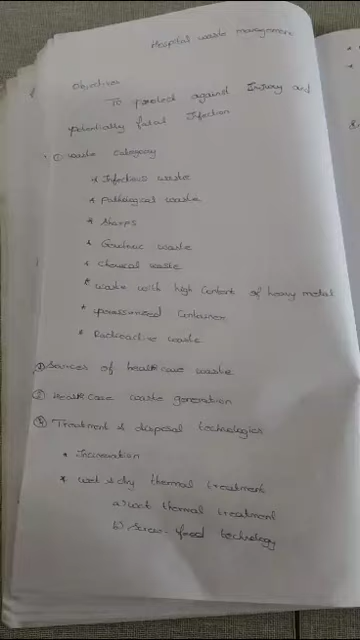 Hospital waste management
Objectives
To protect against Injury and
potentially fatal Infection
① waste category
* Infectious waste
* Pathological waste
* Sharps
* waste
* chemical waste
* waste with high content of heavy metal
* pressurized container
* Radioactive waste
② Sources of health care waste
③ Health care waste generation
④ Treatment & disposal technologies
* Incineration
* wet & dry thermal treatment
a) wet thermal treatment
b) Screw-feed technology